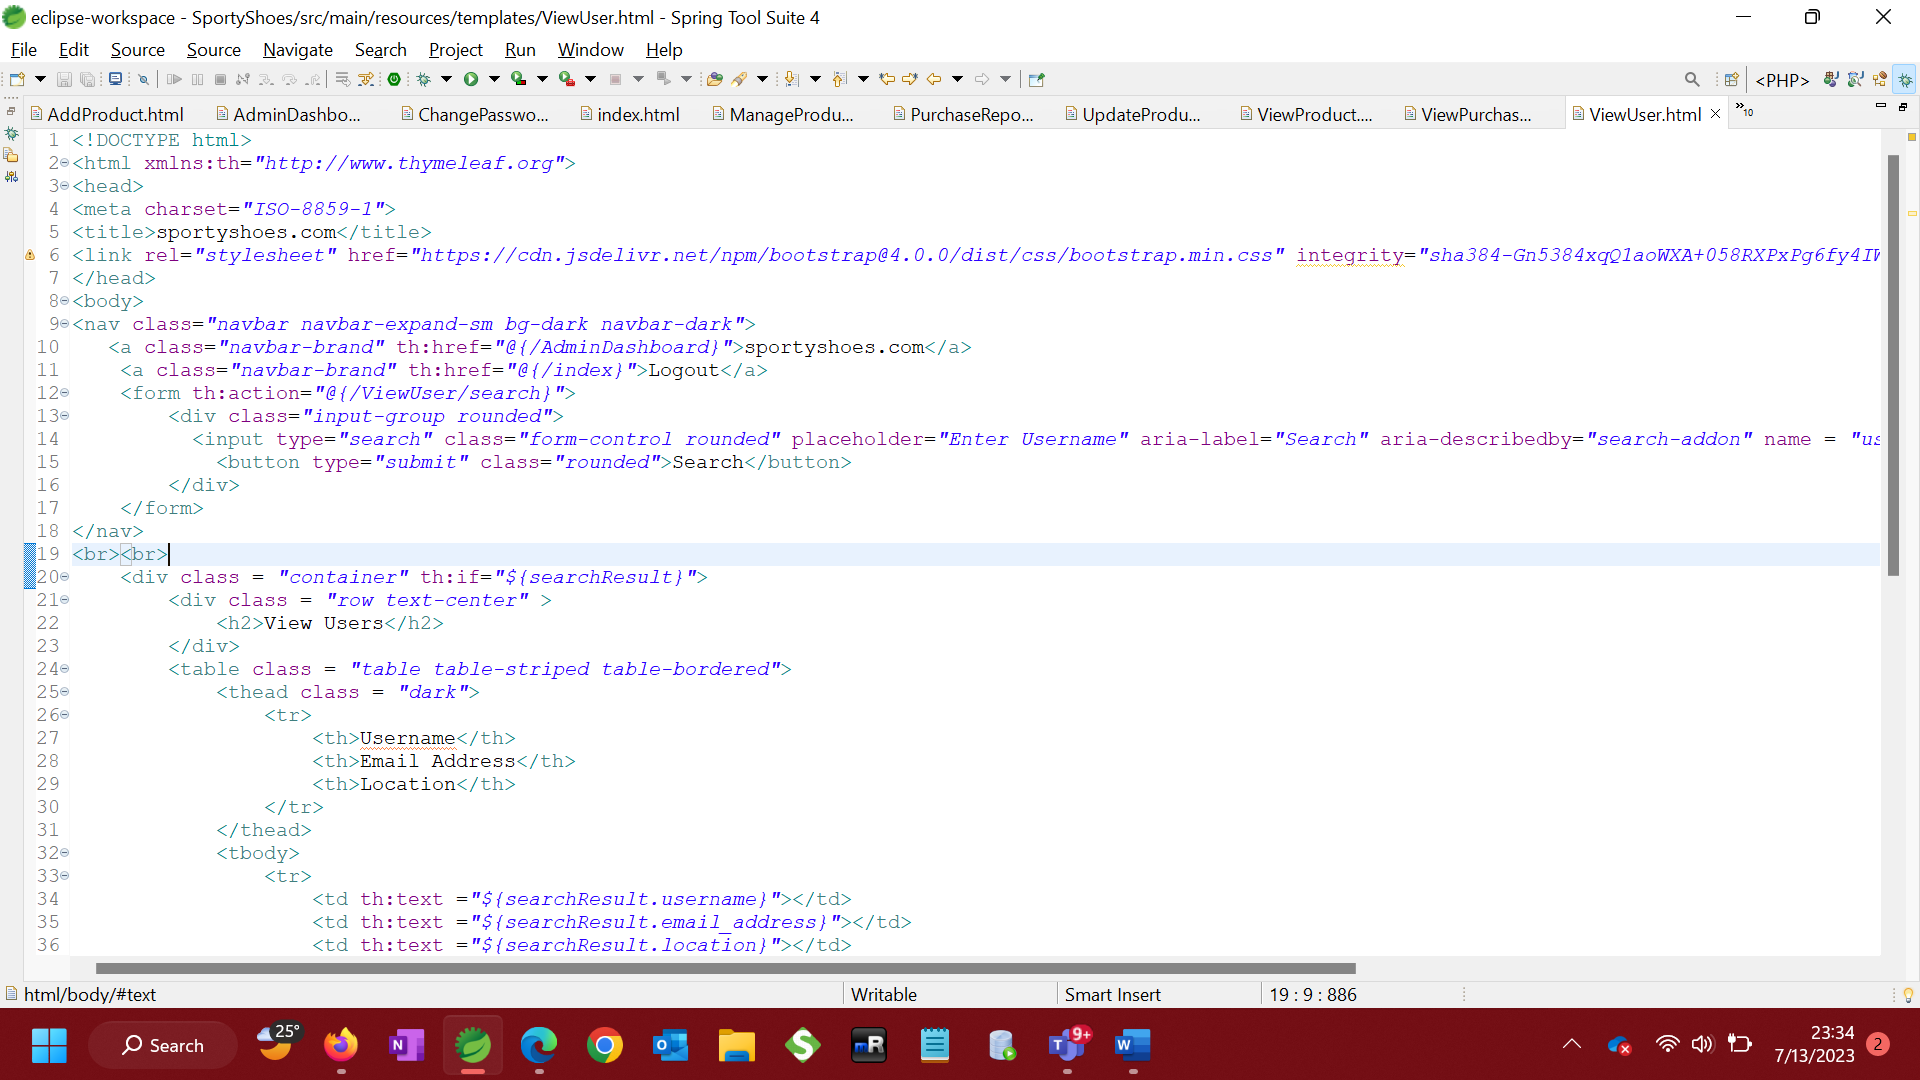 eclipse-workspace - SportyShoes/src/main/resources/templates/ViewUser.html - Spring Tool Suite 4
File Edit Source Source Navigate Search Project Run Window Help
<PHP>
AddProduct.html AdminDashbo... ChangePasswo... index.html ManageProdu... PurchaseRepo... UpdateProdu... ViewProduct.... ViewPurchas... ViewUser.html »10
1 <!DOCTYPE html>
2 <html xmlns:th="http://www.thymeleaf.org">
3 <head>
4 <meta charset="ISO-8859-1">
5 <title>sportyshoes.com</title>
6 <link rel="stylesheet" href="https://cdn.jsdelivr.net/npm/bootstrap@4.0.0/dist/css/bootstrap.min.css" integrity="sha384-Gn5384xqQ1aoWXA+058RXPxPg6fy4IW
7 </head>
8 <body>
9 <nav class="navbar navbar-expand-sm bg-dark navbar-dark">
10 <a class="navbar-brand" th:href="@{/AdminDashboard}">sportyshoes.com</a>
11 <a class="navbar-brand" th:href="@{/index}">Logout</a>
12 <form th:action="@{/ViewUser/search}">
13 <div class="input-group rounded">
14 <input type="search" class="form-control rounded" placeholder="Enter Username" aria-label="Search" aria-describedby="search-addon" name = "us
15 <button type="submit" class="rounded">Search</button>
16 </div>
17 </form>
18 </nav>
19 <br><br>
20 <div class = "container" th:if="${searchResult}">
21 <div class = "row text-center" >
22 <h2>View Users</h2>
23 </div>
24 <table class = "table table-striped table-bordered">
25 <thead class = "dark">
26 <tr>
27 <th>Username</th>
28 <th>Email Address</th>
29 <th>Location</th>
30 </tr>
31 </thead>
32 <tbody>
33 <tr>
34 <td th:text ="${searchResult.username}"></td>
35 <td th:text ="${searchResult.email_address}"></td>
36 <td th:text ="${searchResult.location}"></td>
html/body/#text Writable Smart Insert 19 : 9 : 886
Search 25° N O S mR T 9+ W 23:34 2
7/13/2023